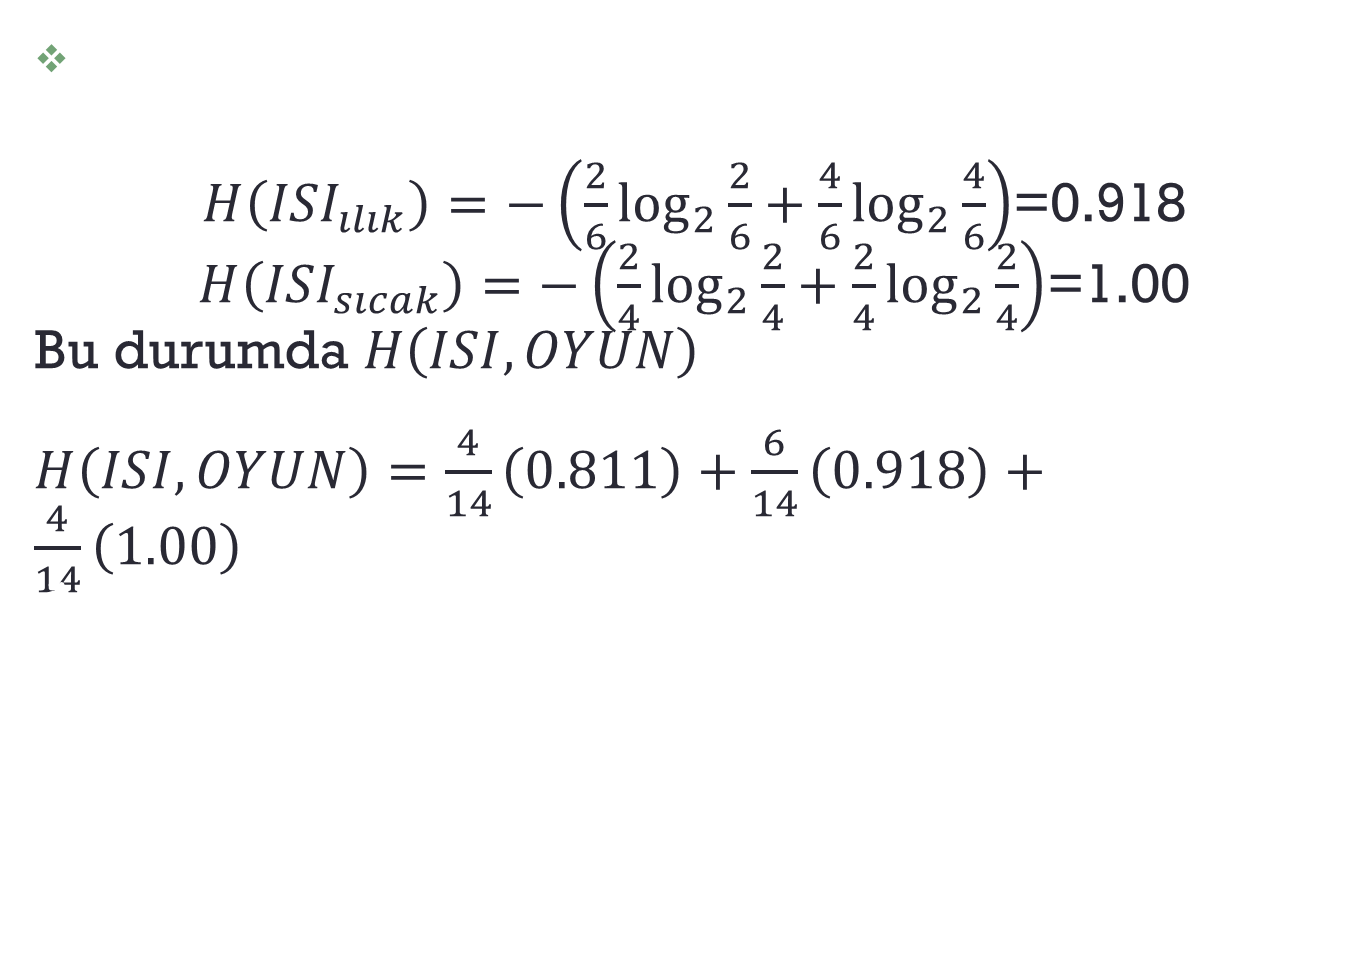 H(ISI_ılık) = −(2/6 log₂ 2/6 + 4/6 log₂ 4/6)=0.918
H(ISI_sıcak) = −(2/4 log₂ 2/4 + 2/4 log₂ 2/4)=1.00
Bu durumda H(ISI, OYUN)
H(ISI, OYUN) = 4/14 (0.811) + 6/14 (0.918) +
4/14 (1.00)